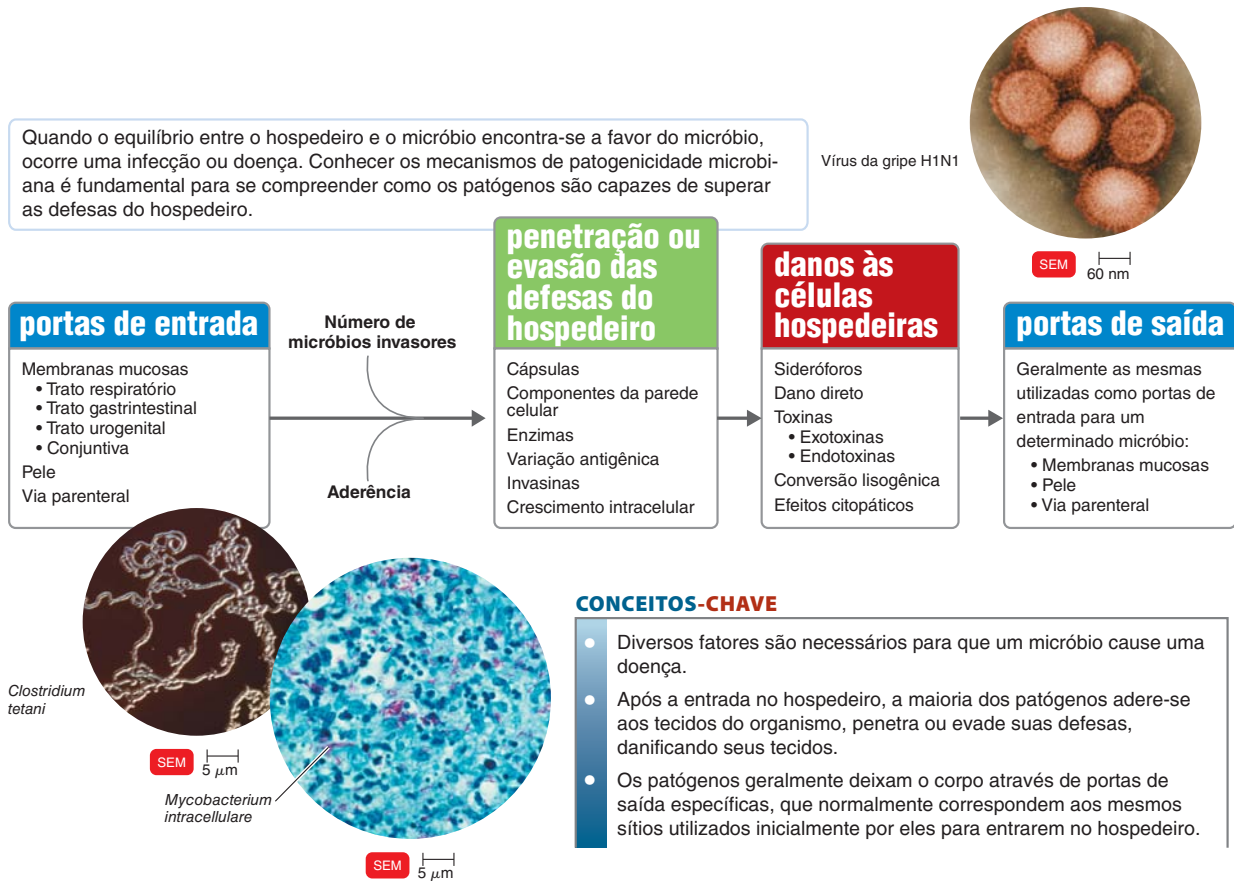 Quando o equilíbrio entre o hospedeiro e o micróbio encontra-se a favor do micróbio,
ocorre uma infecção ou doença. Conhecer os mecanismos de patogenicidade microbi-
ana é fundamental para se compreender como os patógenos são capazes de superar
as defesas do hospedeiro.
Vírus da gripe H1N1
SEM
60 nm
portas de entrada
Membranas mucosas
• Trato respiratório
• Trato gastrintestinal
• Trato urogenital
• Conjuntiva
Pele
Via parenteral
Número de
micróbios invasores
Aderência
penetração ou
evasão das
defesas do
hospedeiro
Cápsulas
Componentes da parede
celular
Enzimas
Variação antigênica
Invasinas
Crescimento intracelular
danos às
células
hospedeiras
Sideróforos
Dano direto
Toxinas
• Exotoxinas
• Endotoxinas
Conversão lisogênica
Efeitos citopáticos
portas de saída
Geralmente as mesmas
utilizadas como portas de
entrada para um
determinado micróbio:
• Membranas mucosas
• Pele
• Via parenteral
Clostridium
tetani
SEM
5 μm
Mycobacterium
intracellulare
SEM
5 μm
CONCEITOS-CHAVE
• Diversos fatores são necessários para que um micróbio cause uma
doença.
• Após a entrada no hospedeiro, a maioria dos patógenos adere-se
aos tecidos do organismo, penetra ou evade suas defesas,
danificando seus tecidos.
• Os patógenos geralmente deixam o corpo através de portas de
saída específicas, que normalmente correspondem aos mesmos
sítios utilizados inicialmente por eles para entrarem no hospedeiro.